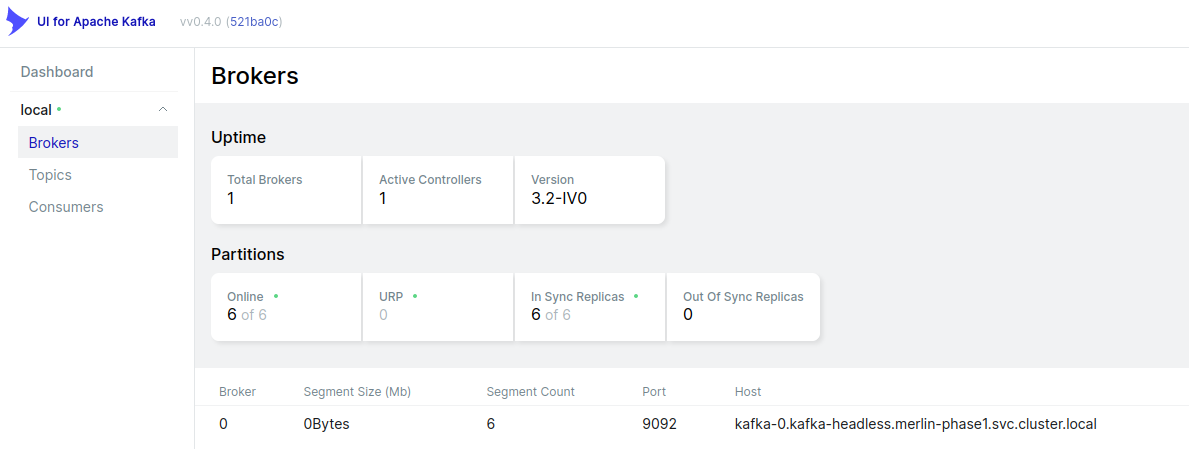 UI for Apache Kafka vv0.4.0 (521ba0c)
Dashboard
local
Brokers
Topics
Consumers
Brokers
Uptime
Total Brokers Active Controllers Version
1 1 3.2-IV0
Partitions
Online URP In Sync Replicas Out Of Sync Replicas
6 of 6 0 6 of 6 0
Broker Segment Size (Mb) Segment Count Port Host
0 0Bytes 6 9092 kafka-0.kafka-headless.merlin-phase1.svc.cluster.local